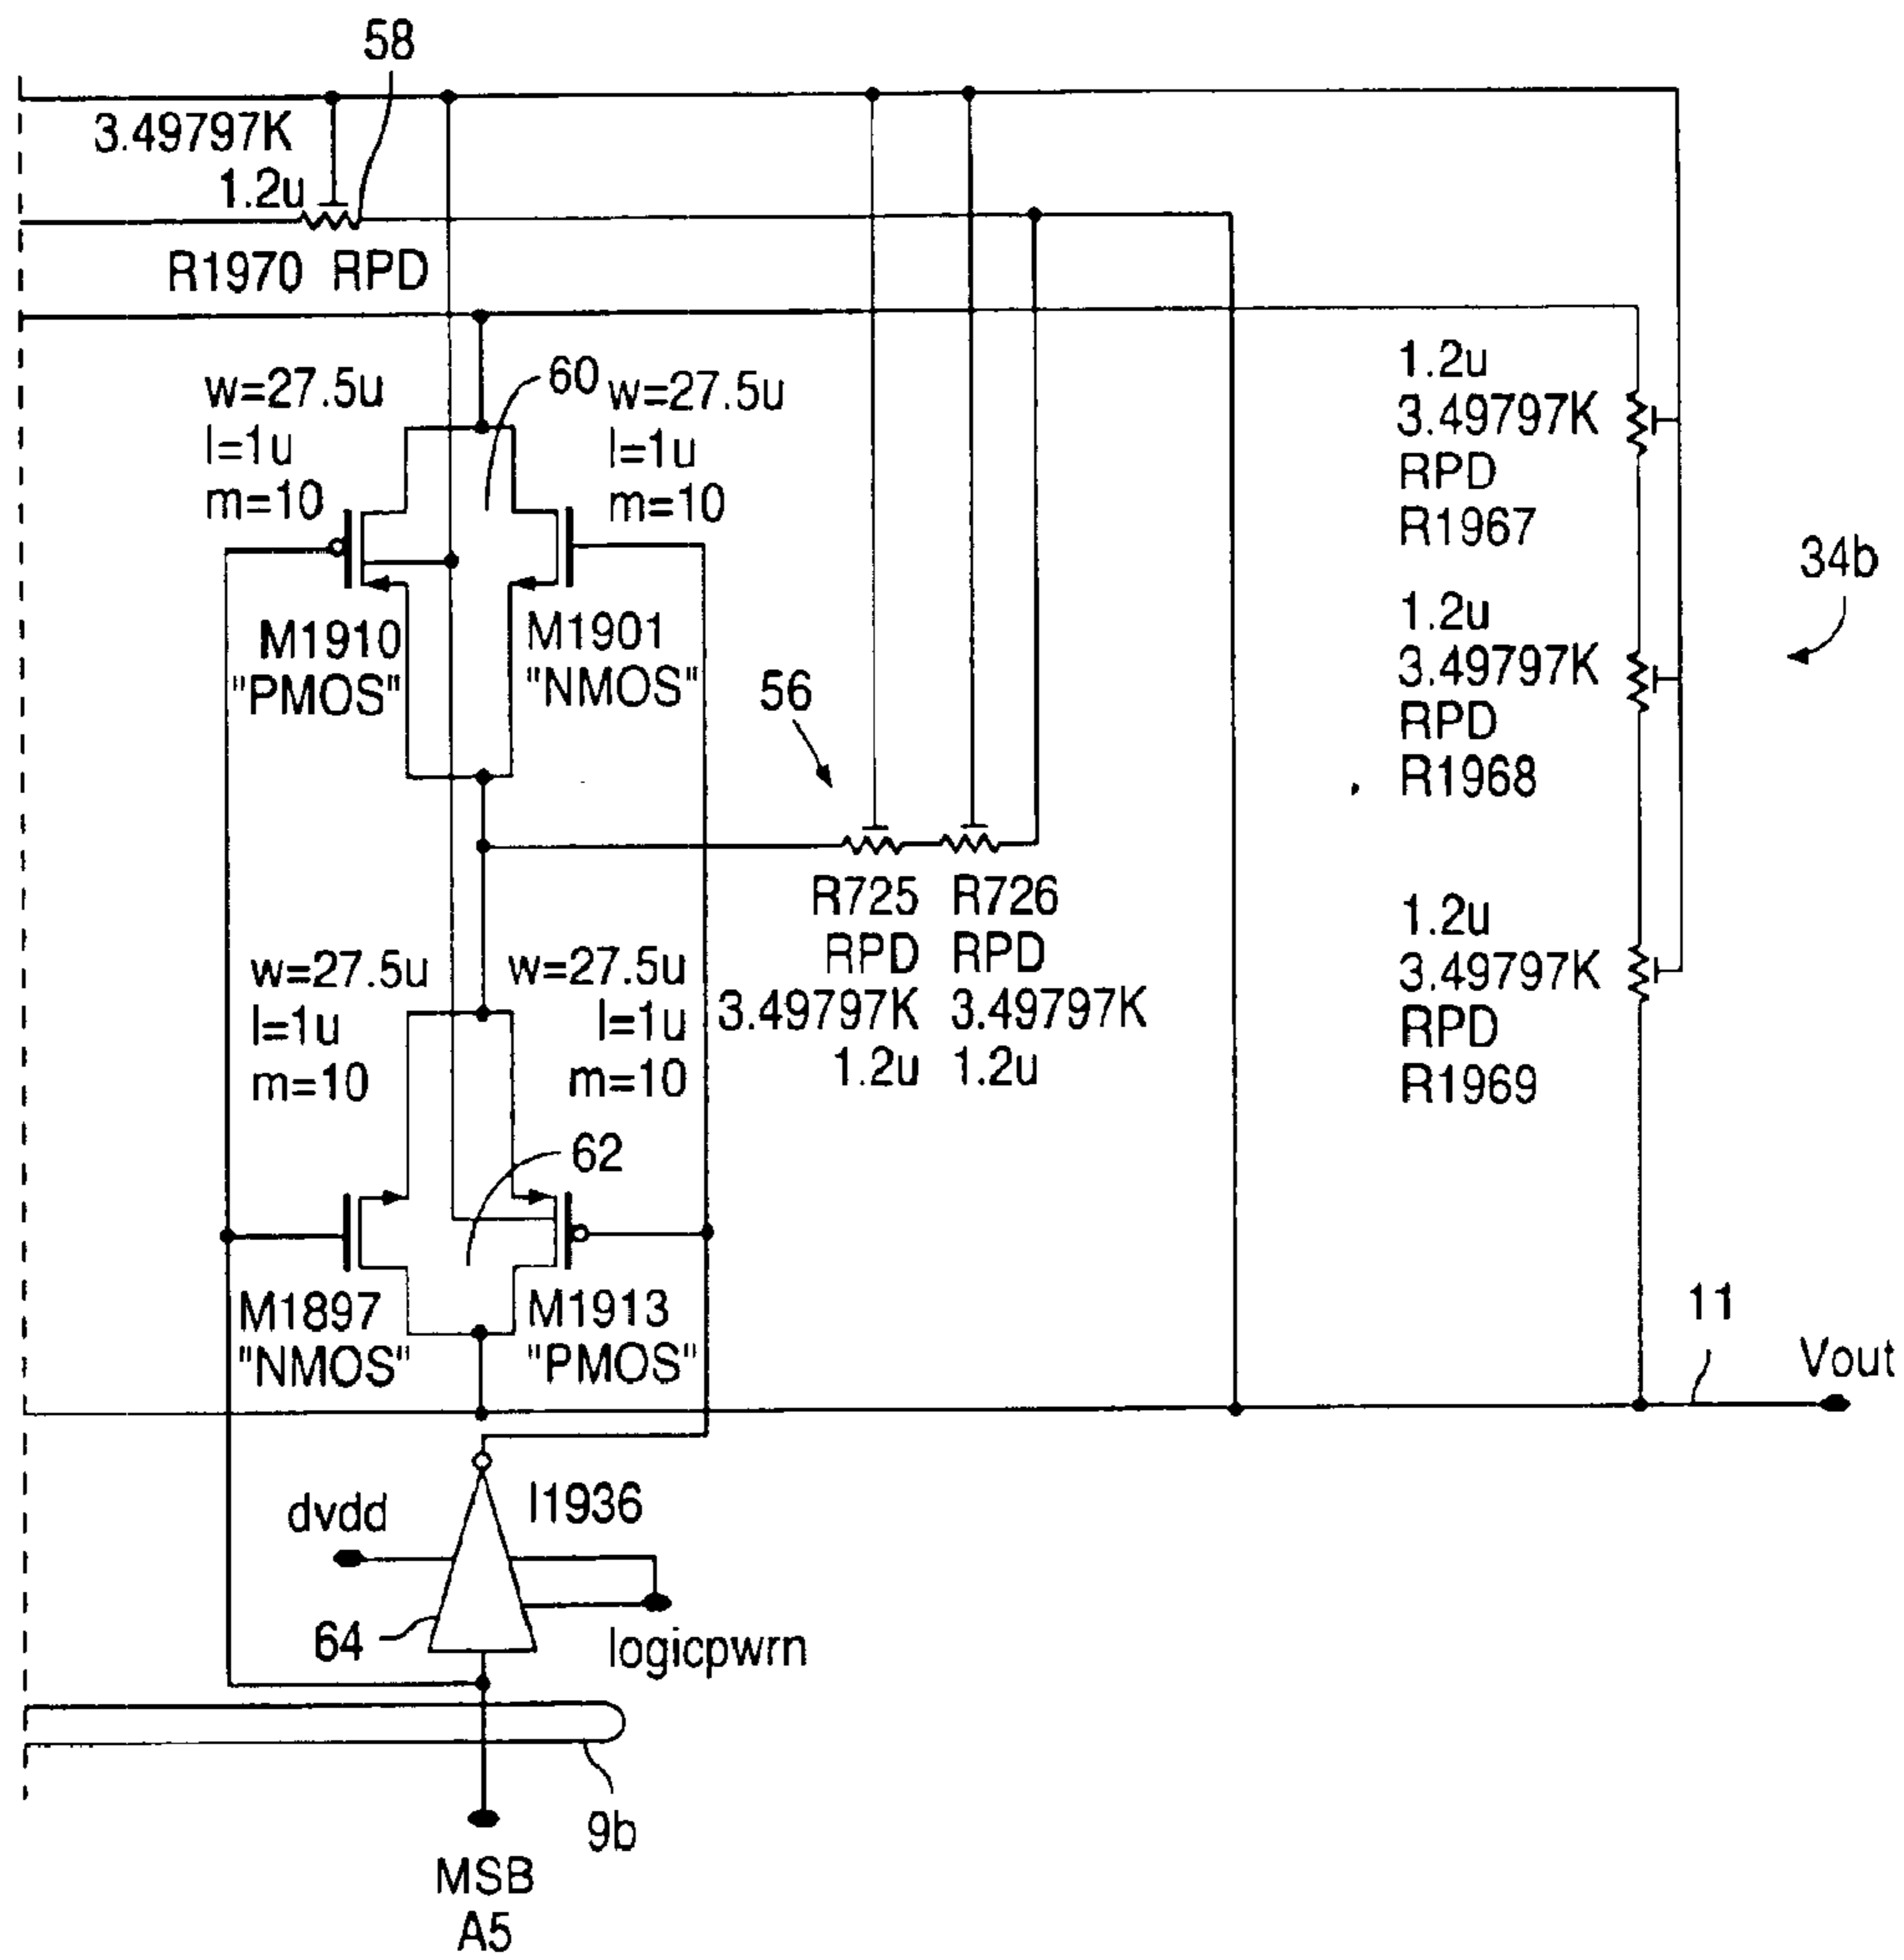 58
3.49797K
1.2u
R1970 RPD
w=27.5u
l=1u
m=10
60
w=27.5u
l=1u
m=10
M1910
"PMOS"
M1901
"NMOS"
1.2u
3.49797K
RPD
R1967
34b
1.2u
3.49797K
RPD
R1968
56
R725
RPD
3.49797K
1.2u
R726
RPD
3.49797K
1.2u
1.2u
3.49797K
RPD
R1969
w=27.5u
l=1u
m=10
w=27.5u
l=1u
m=10
62
M1897
"NMOS"
M1913
"PMOS"
11
Vout
dvdd
I1936
64
logicpwrn
9b
MSB
A5